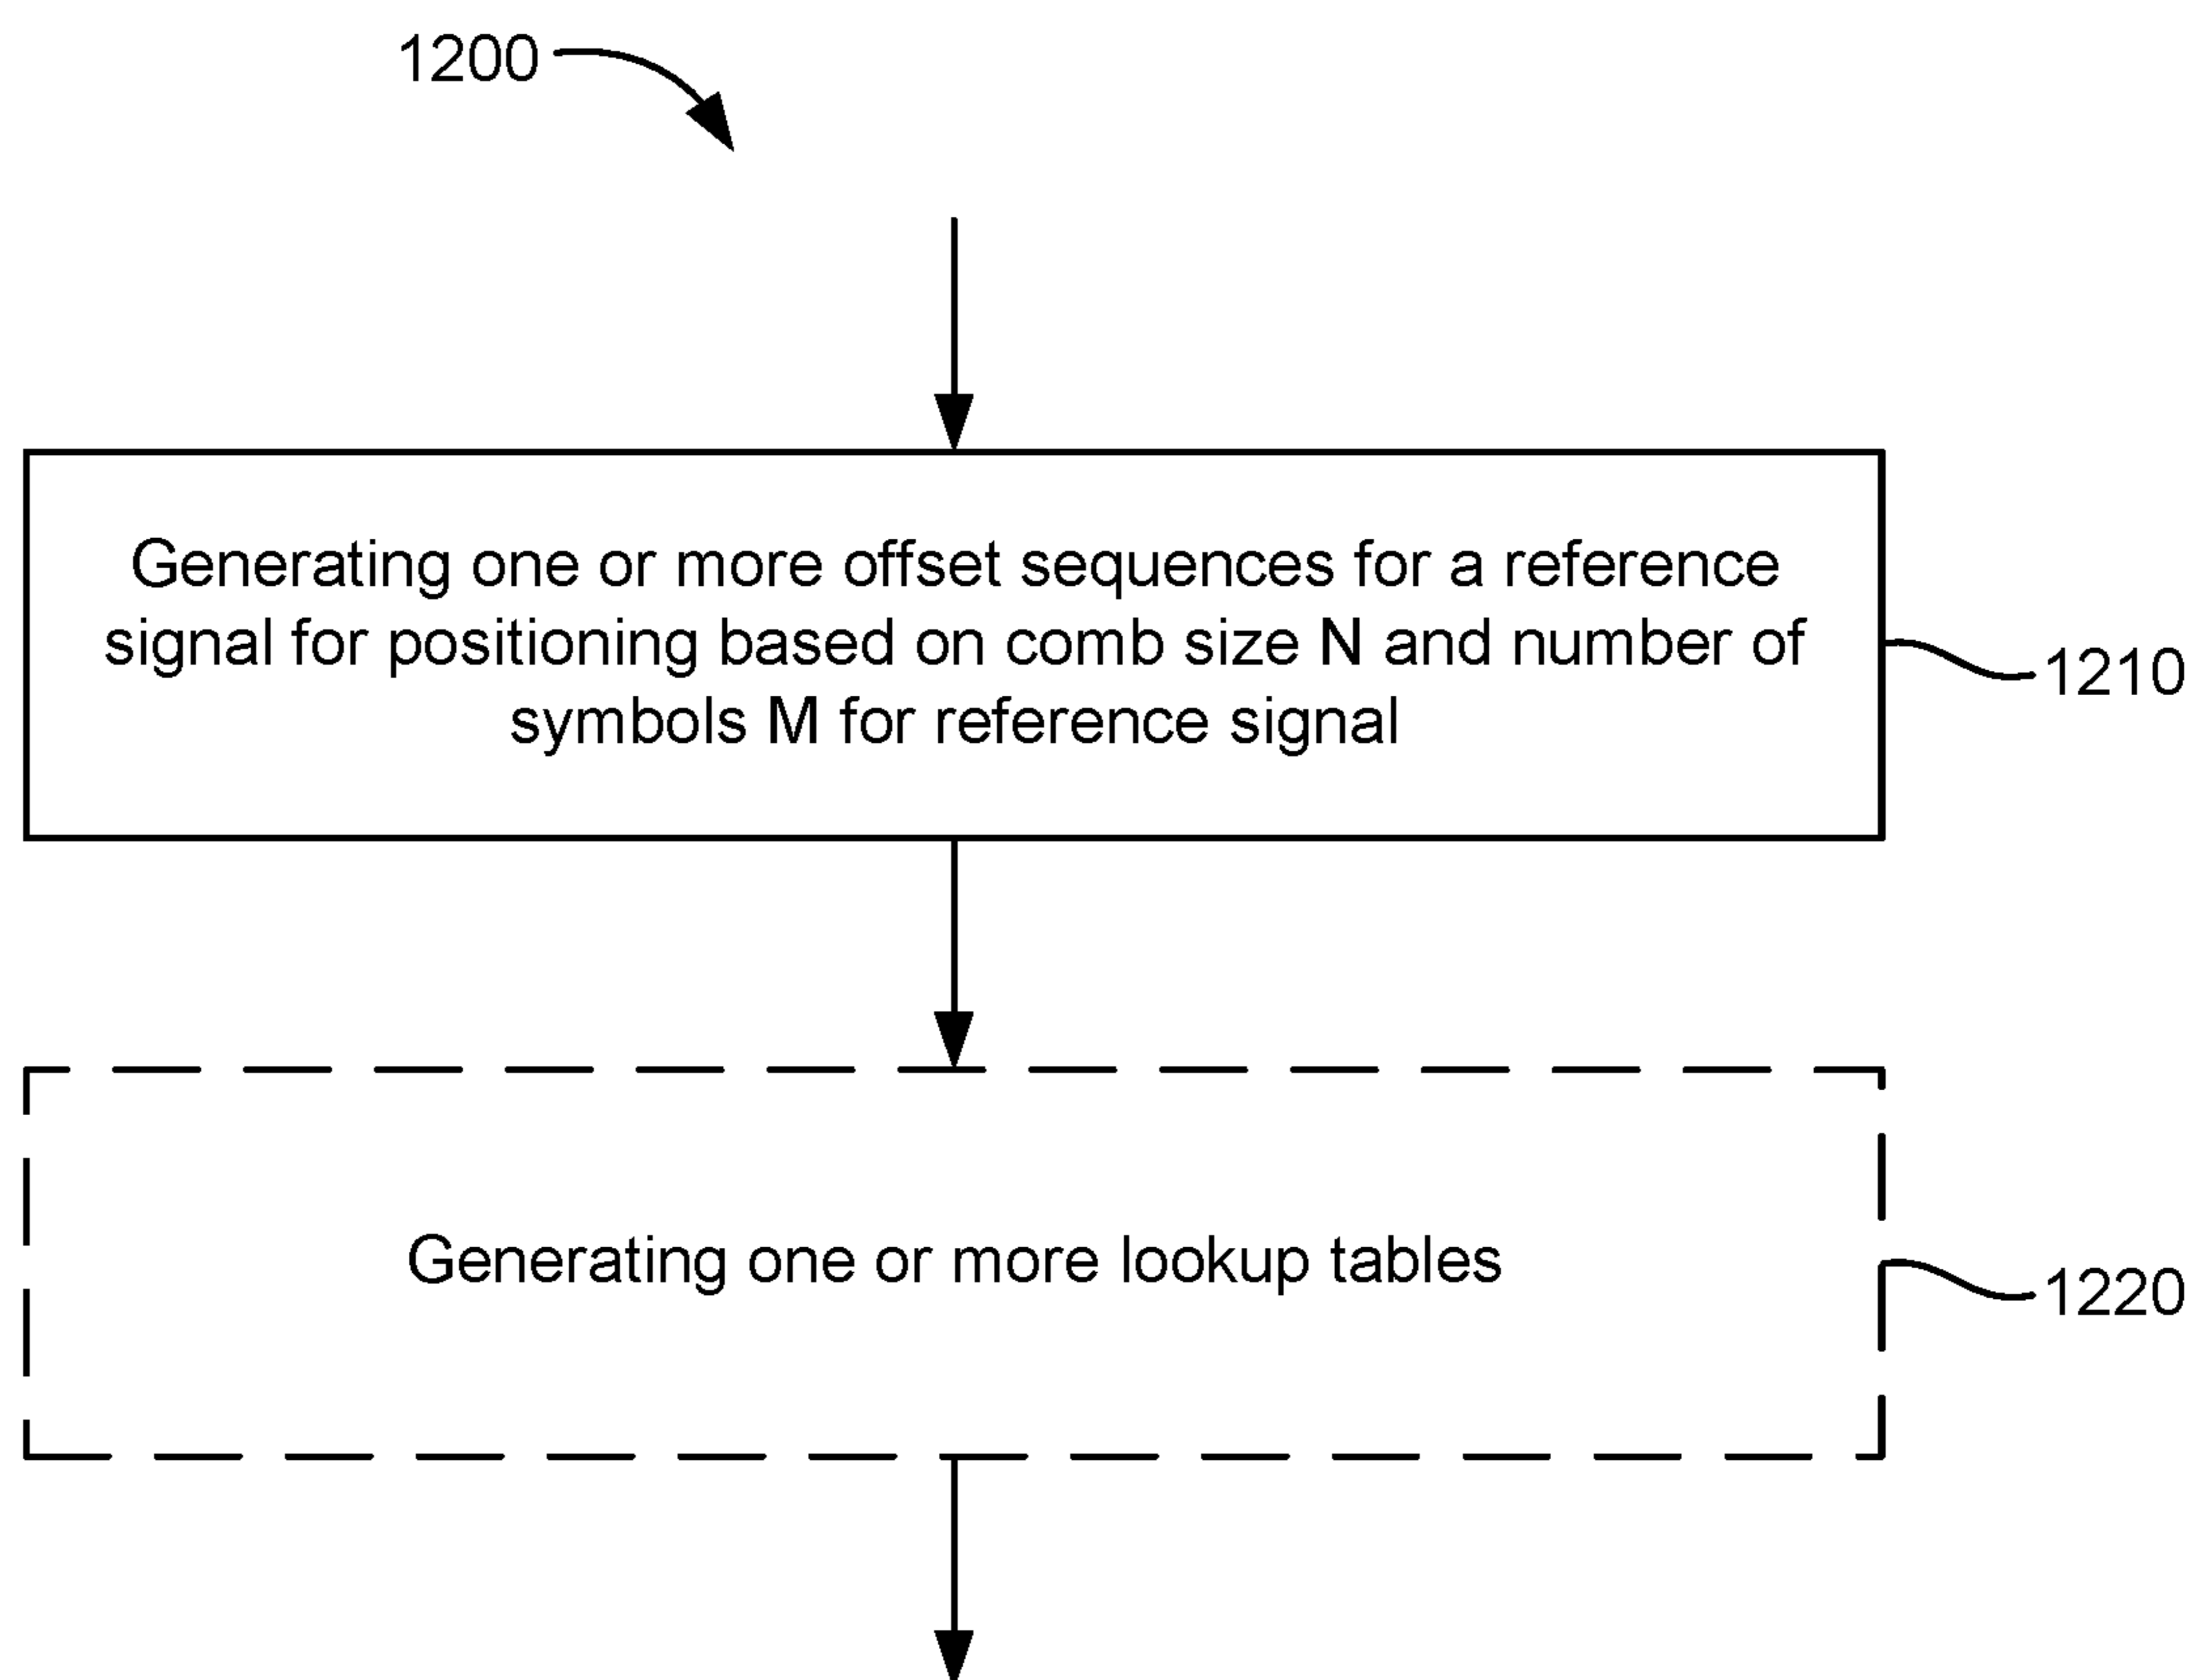 1200
Generating one or more offset sequences for a reference
signal for positioning based on comb size N and number of
symbols M for reference signal
1210
Generating one or more lookup tables
1220